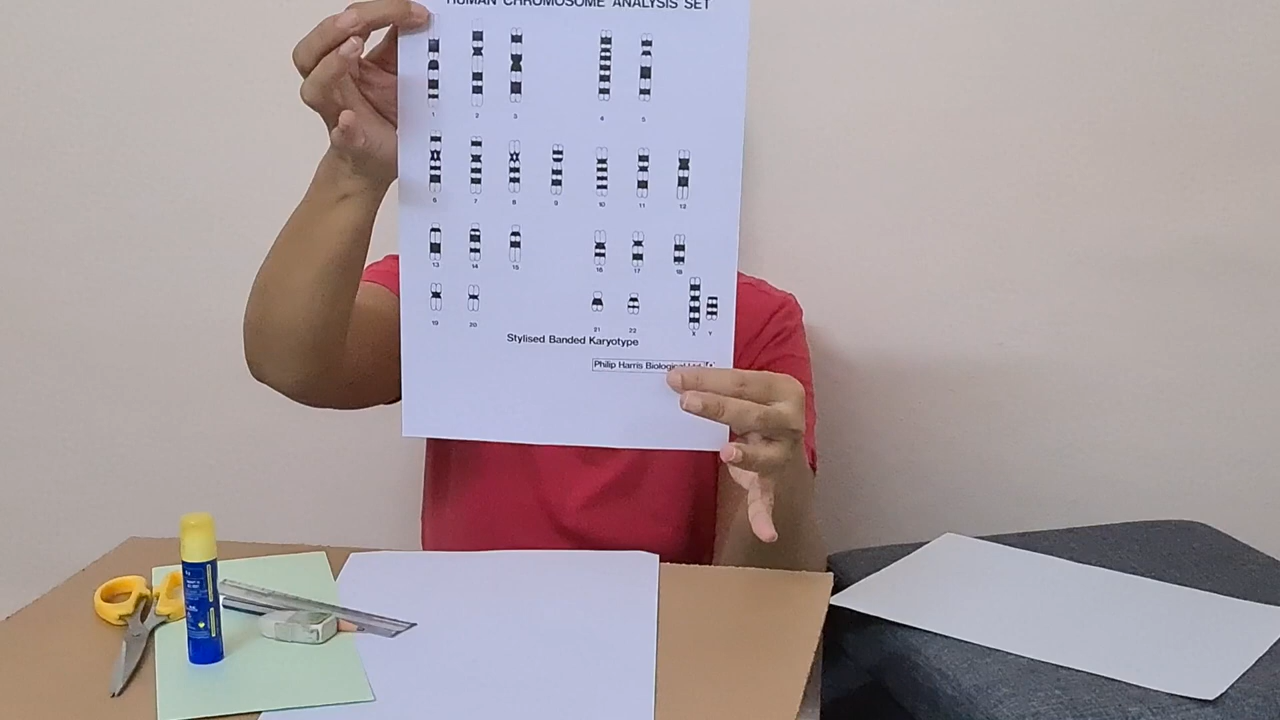 HUMAN CHROMOSOME ANALYSIS SET
1 2 3 4 5
6 7 8 9 10 11 12
13 14 15 16 17 18
19 20 21 22 X Y
Stylised Banded Karyotype
Philip Harris Biological Ltd